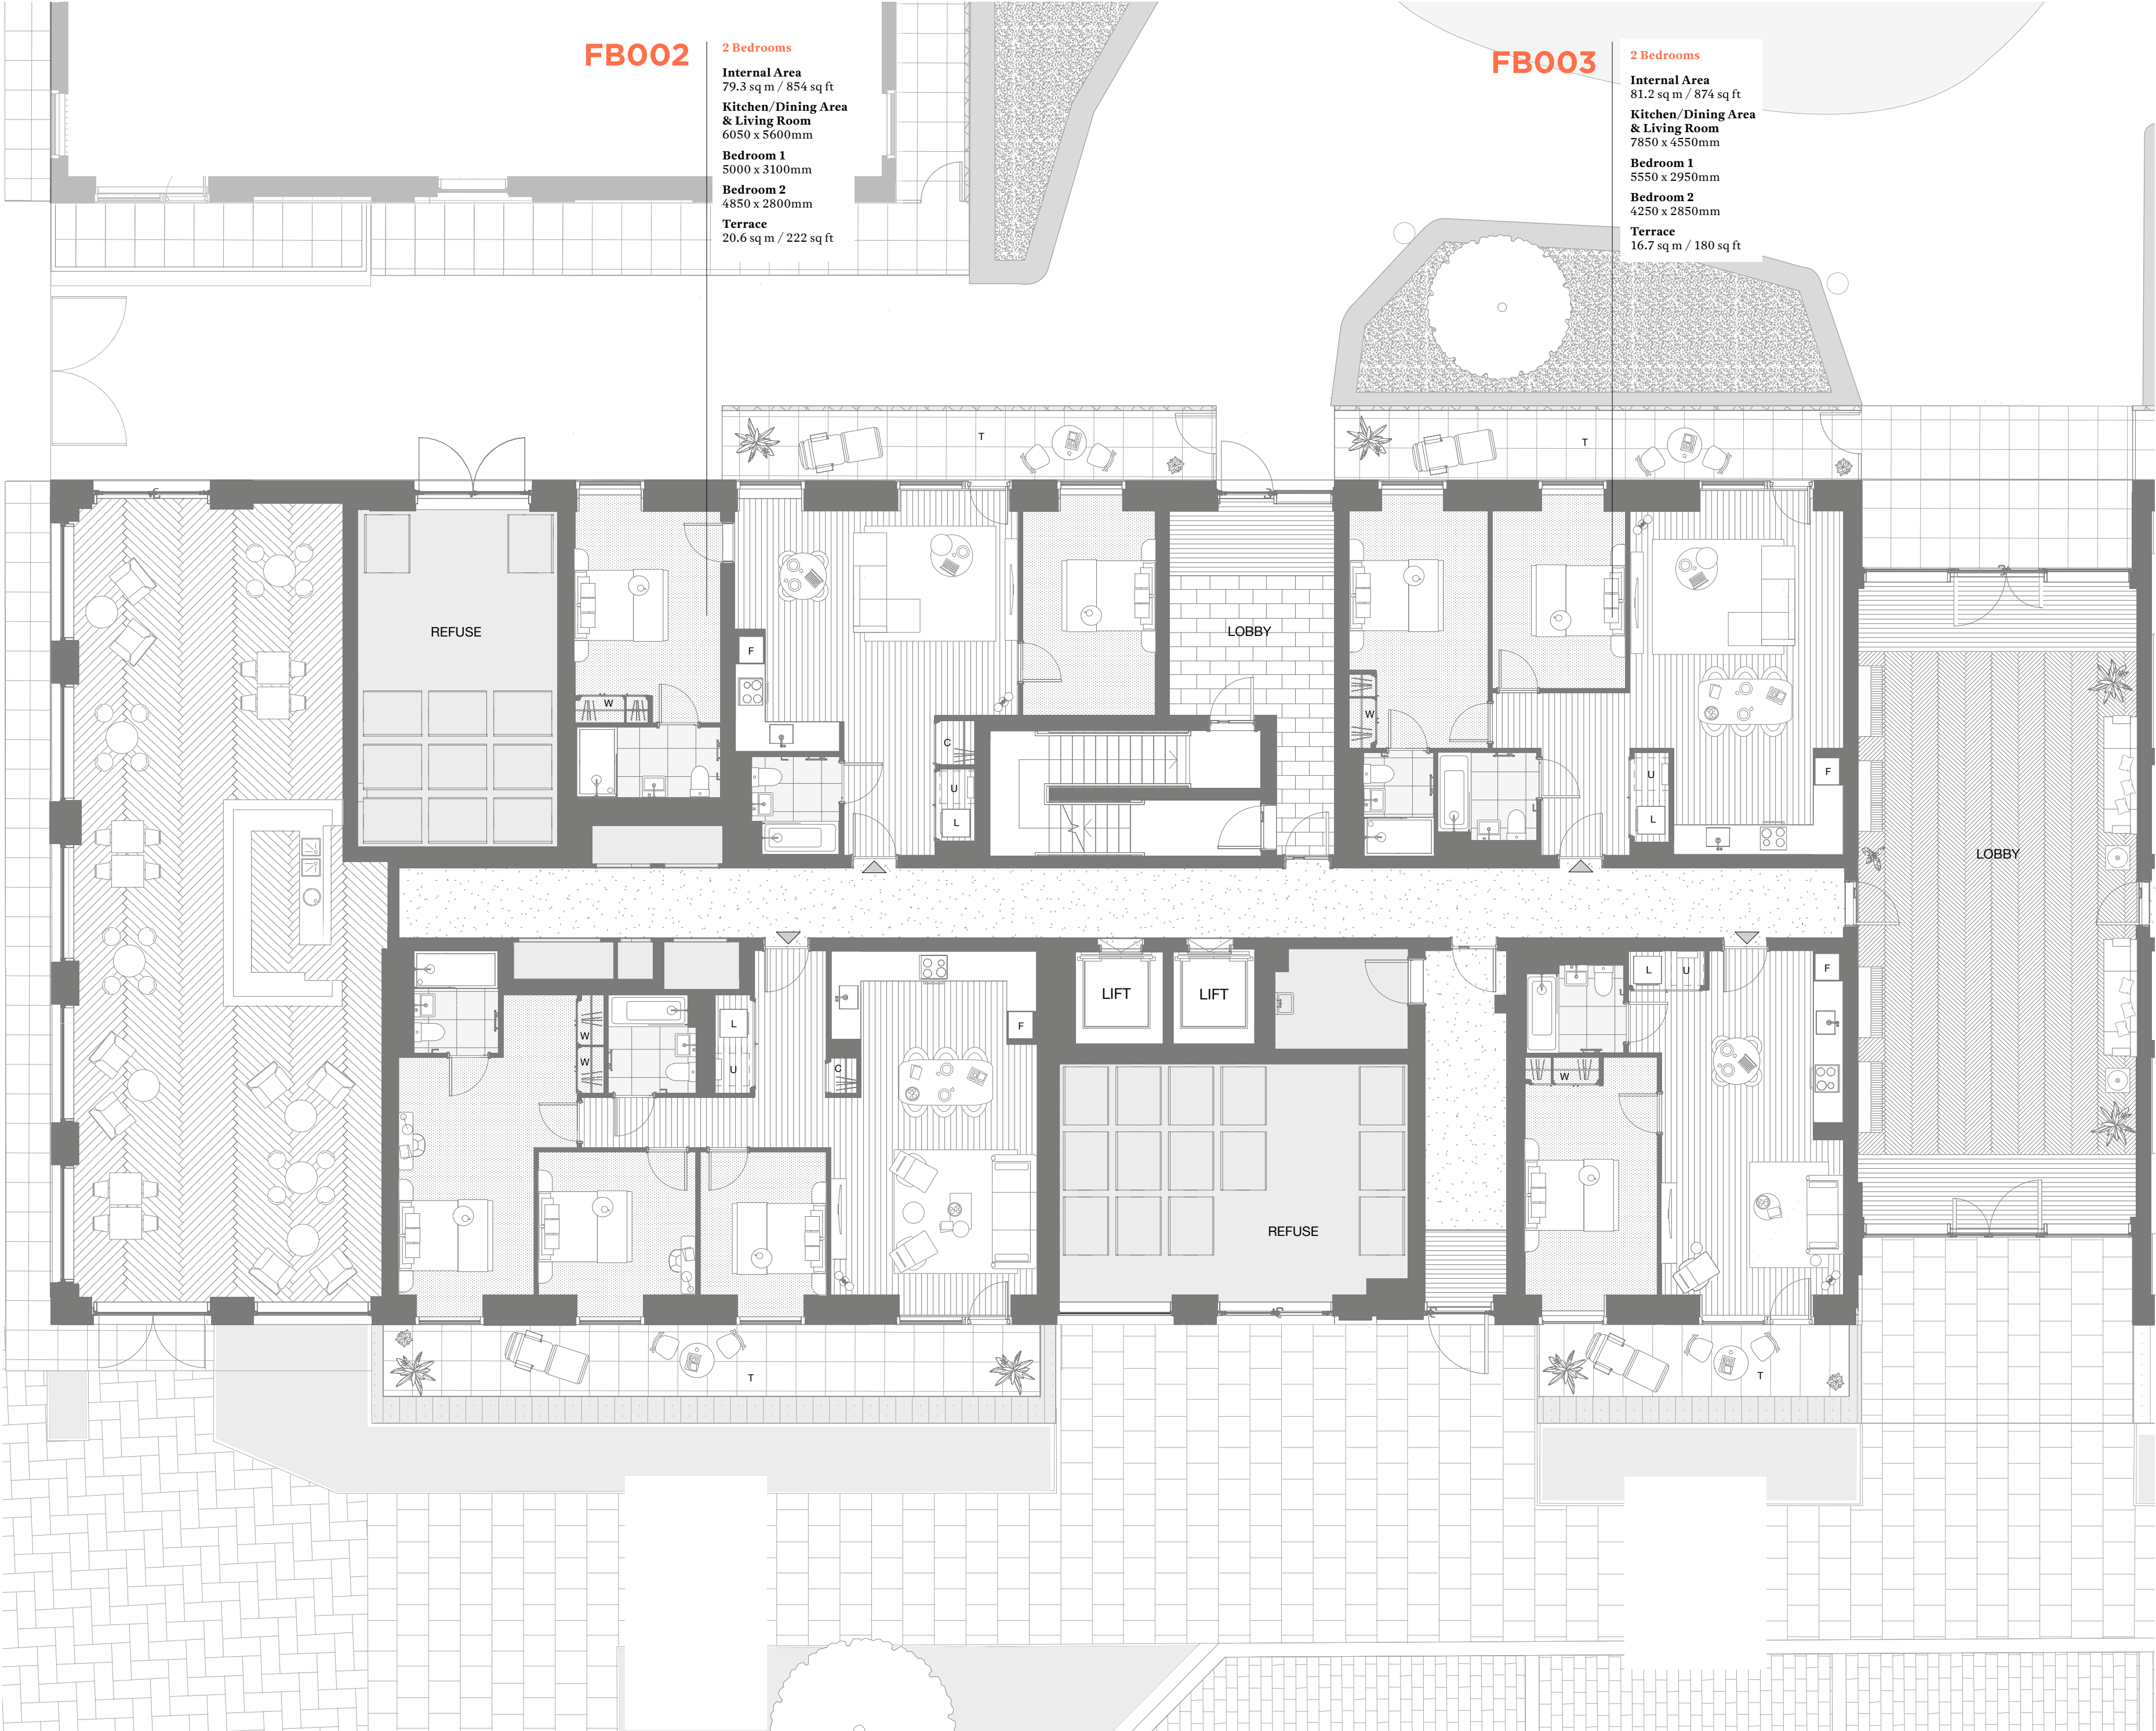 FB002
2 Bedrooms
Internal Area
79.3 sq m / 854 sq ft
Kitchen/Dining Area
& Living Room
6050 x 5600mm
Bedroom 1
5000 x 3100mm
Bedroom 2
4850 x 2800mm
Terrace
20.6 sq m / 222 sq ft
FB003
2 Bedrooms
Internal Area
81.2 sq m / 874 sq ft
Kitchen/Dining Area
& Living Room
7850 x 4550mm
Bedroom 1
5550 x 2950mm
Bedroom 2
4250 x 2850mm
Terrace
16.7 sq m / 180 sq ft
T
T
REFUSE
LOBBY
F
W
W
C
U
L
U
L
F
LOBBY
L
U
W
W
C
F
LIFT
LIFT
L
U
F
W
REFUSE
T
T